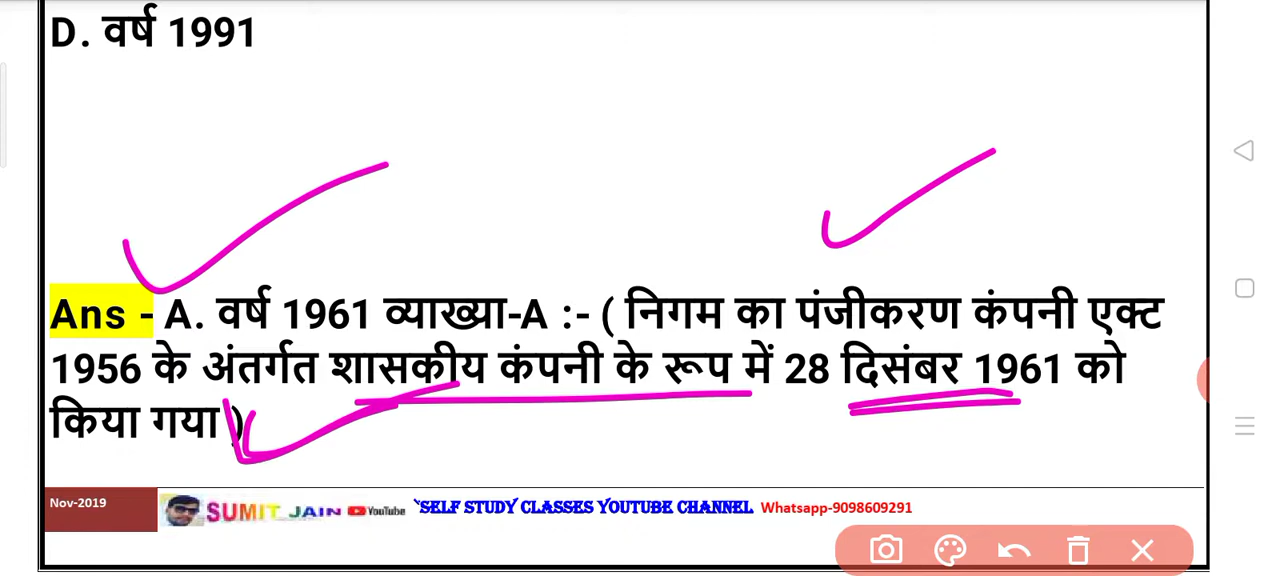 D. वर्ष 1991
Ans - A. वर्ष 1961 व्याख्या-A :- ( निगम का पंजीकरण कंपनी एक्ट
1956 के अंतर्गत शासकीय कंपनी के रूप में 28 दिसंबर 1961 को
किया गया )
Nov-2019 SUMIT JAIN YouTube `SELF STUDY CLASSES YOUTUBE CHANNEL Whatsapp-9098609291